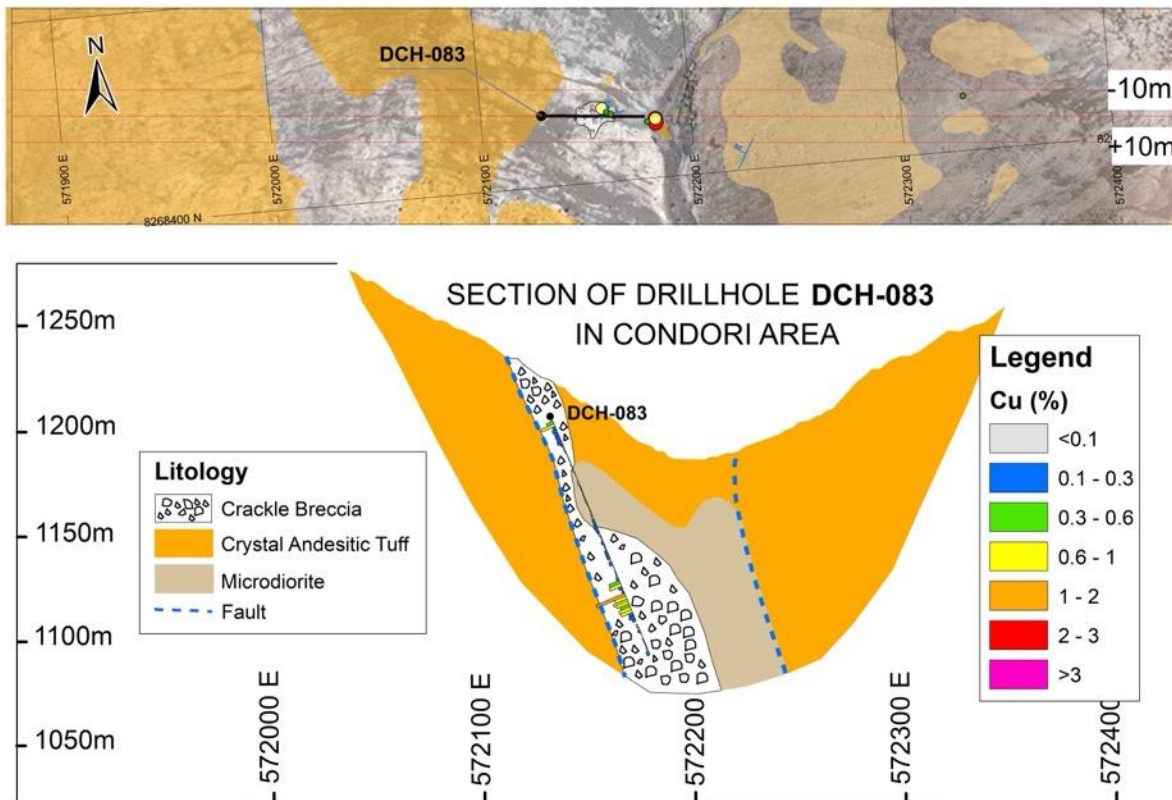 N
DCH-083
-10m
+10m
571900 E
572000 E
572100 E
572200 E
572300 E
572400 E
8268400 N
82
SECTION OF DRILLHOLE DCH-083
IN CONDORI AREA
1250m
1200m
1150m
1100m
1050m
DCH-083
Litology
Crackle Breccia
Crystal Andesitic Tuff
Microdiorite
Fault
Legend
Cu (%)
<0.1
0.1 - 0.3
0.3 - 0.6
0.6 - 1
1 - 2
2 - 3
>3
572000 E
572100 E
572200 E
572300 E
572400